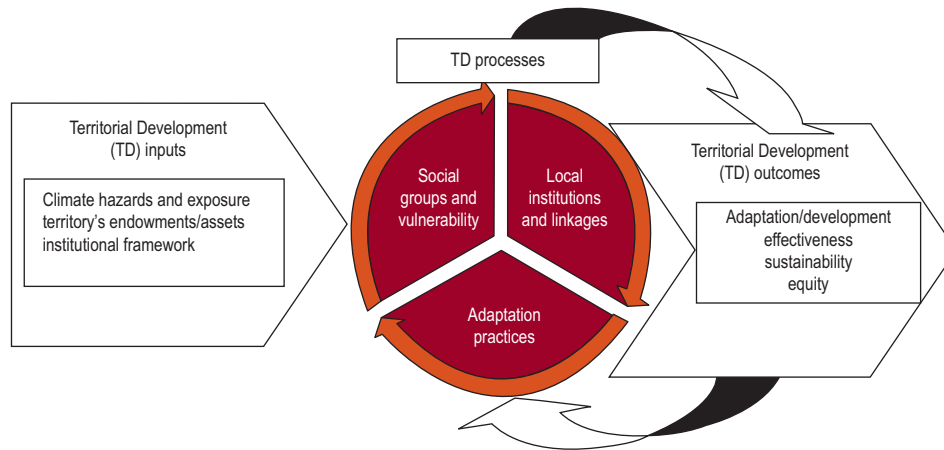 TD processes
Territorial Development
(TD) inputs
Climate hazards and exposure
territory's endowments/assets
institutional framework
Social
groups and
vulnerability
Local
institutions
and linkages
Adaptation
practices
Territorial Development
(TD) outcomes
Adaptation/development
effectiveness
sustainability
equity